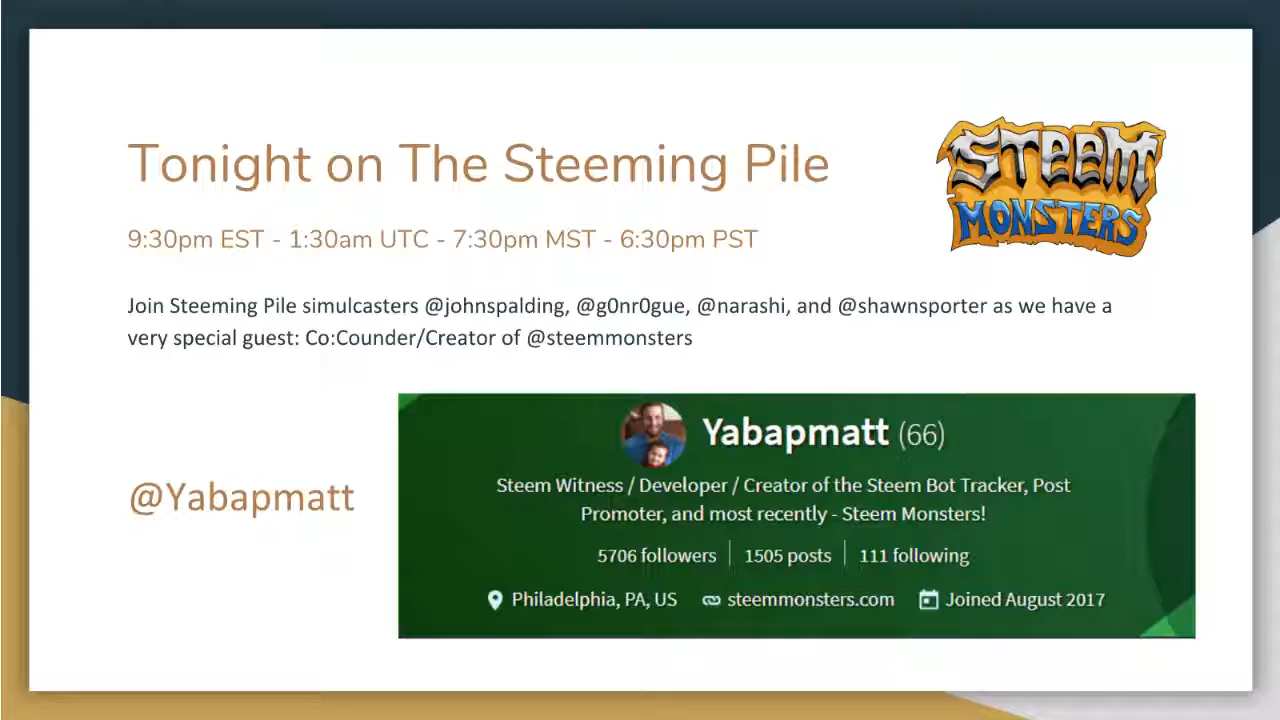 Tonight on The Steeming Pile
STEEM
MONSTERS
9:30pm EST - 1:30am UTC - 7:30pm MST - 6:30pm PST
Join Steeming Pile simulcasters @johnspalding, @g0nr0gue, @narashi, and @shawnsporter as we have a
very special guest: Co:Counder/Creator of @steemmonsters
@Yabapmatt
Yabapmatt (66)
Steem Witness / Developer / Creator of the Steem Bot Tracker, Post
Promoter, and most recently - Steem Monsters!
5706 followers 1505 posts 111 following
Philadelphia, PA, US steemmonsters.com Joined August 2017